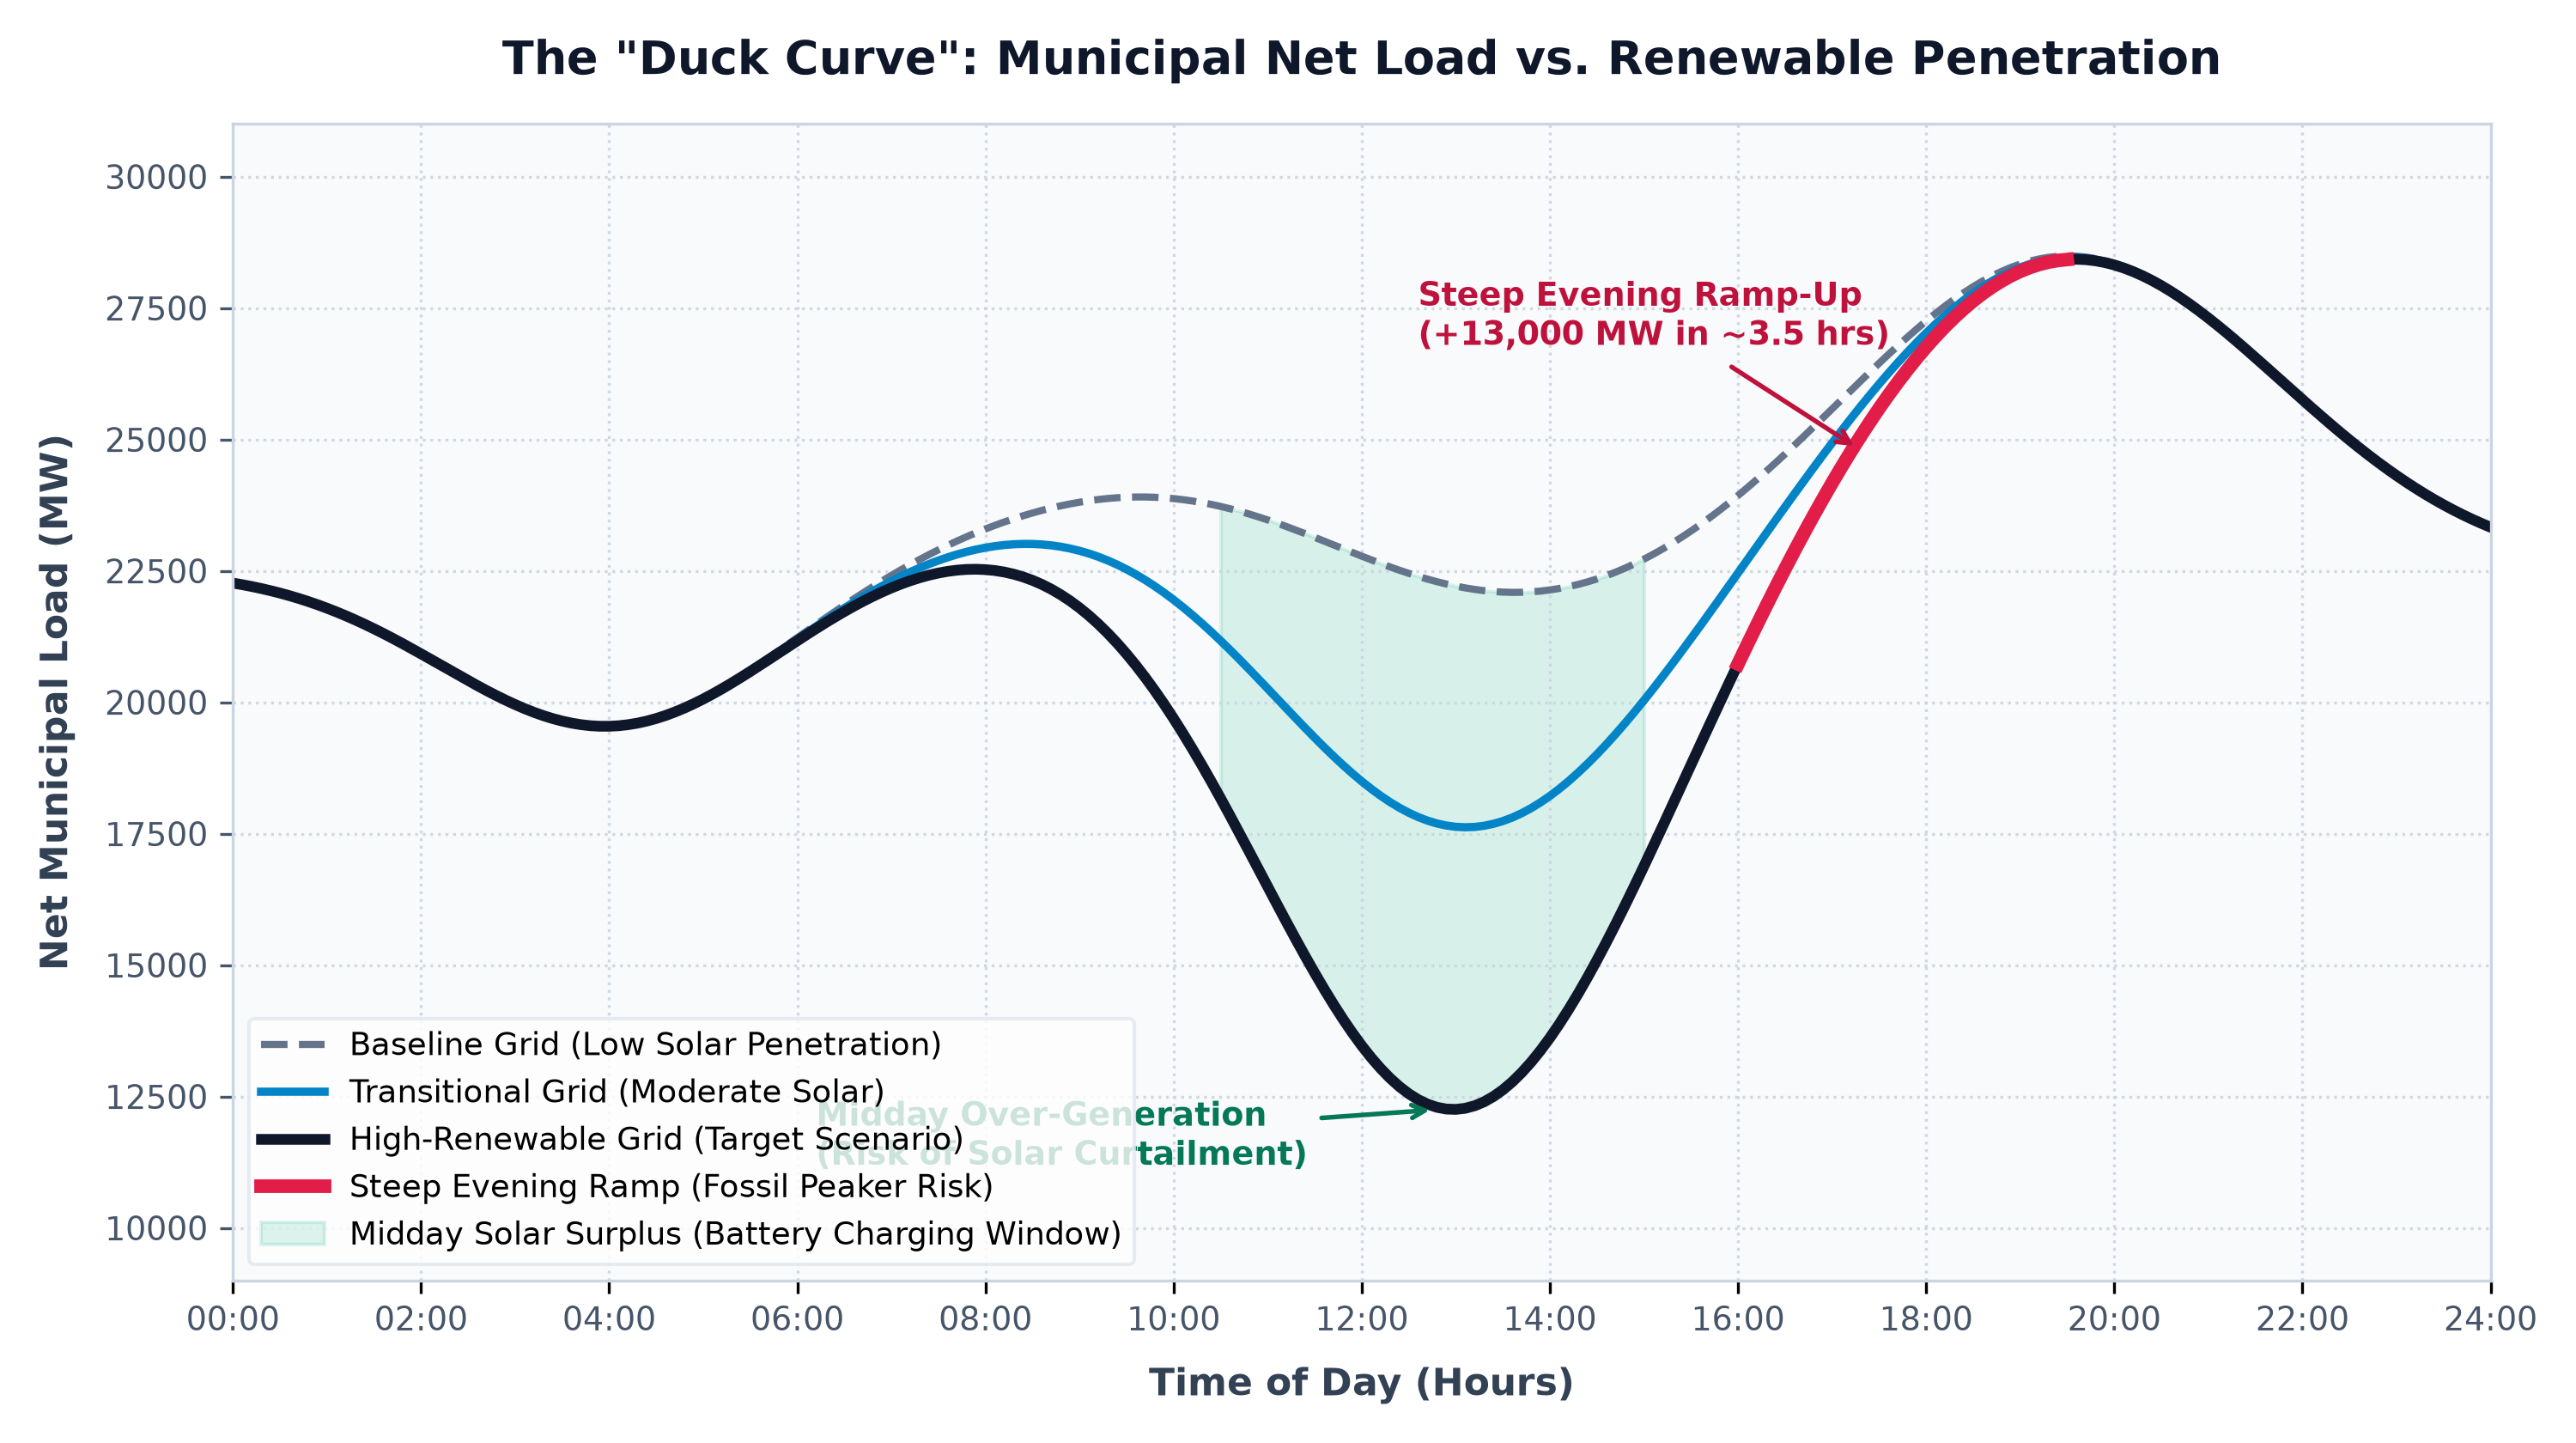 The "Duck Curve": Municipal Net Load vs. Renewable Penetration
Net Municipal Load (MW)
30000
27500
25000
22500
20000
17500
15000
12500
10000
Steep Evening Ramp-Up
(+13,000 MW in ~3.5 hrs)
Midday Over-Generation
(Risk of Solar Curtailment)
Baseline Grid (Low Solar Penetration)
Transitional Grid (Moderate Solar)
High-Renewable Grid (Target Scenario)
Steep Evening Ramp (Fossil Peaker Risk)
Midday Solar Surplus (Battery Charging Window)
00:00 02:00 04:00 06:00 08:00 10:00 12:00 14:00 16:00 18:00 20:00 22:00 24:00
Time of Day (Hours)